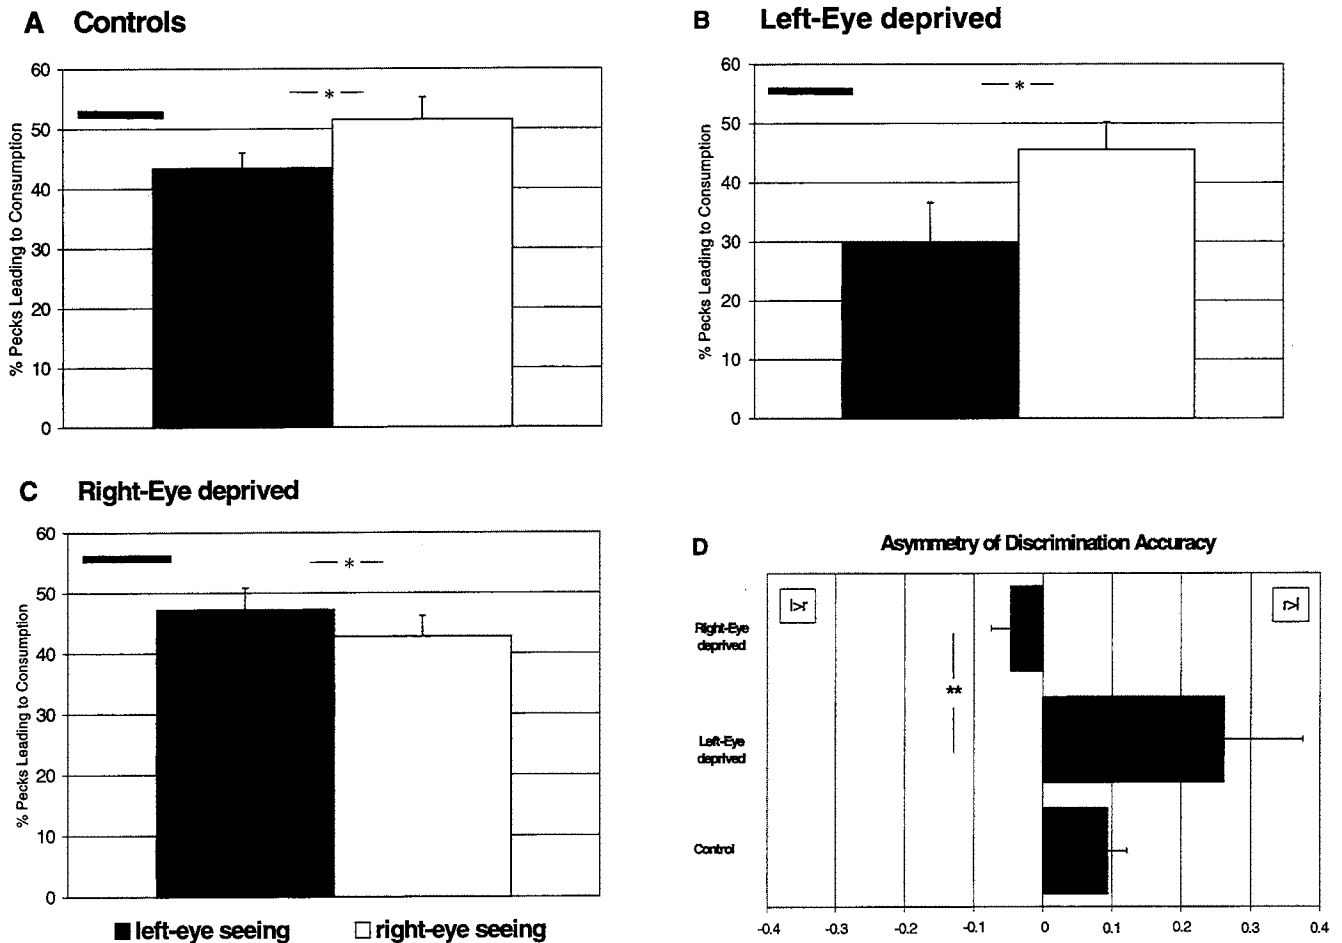 A Controls
% Pecks Leading to Consumption
60
50
40
30
20
10
0
*
B Left-Eye deprived
% Pecks Leading to Consumption
60
50
40
30
20
10
0
*
C Right-Eye deprived
% Pecks Leading to Consumption
60
50
40
30
20
10
0
*
left-eye seeing right-eye seeing
D Asymmetry of Discrimination Accuracy
l>r
r>l
Right-Eye
deprived
**
Left-Eye
deprived
Control
-0.4 -0.3 -0.2 -0.1 0 0.1 0.2 0.3 0.4